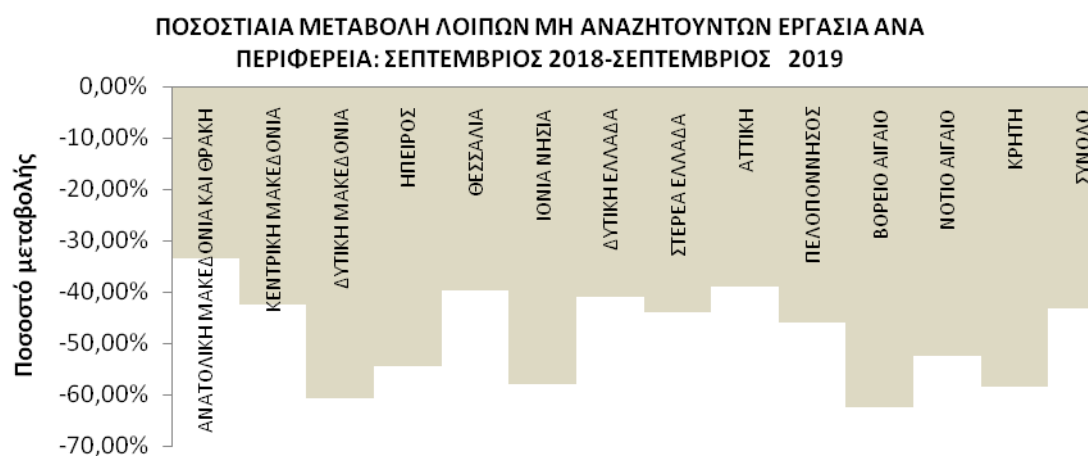 ΠΟΣΟΣΤΙΑΙΑ ΜΕΤΑΒΟΛΗ ΛΟΙΠΩΝ ΜΗ ΑΝΑΖΗΤΟΥΝΤΩΝ ΕΡΓΑΣΙΑ ΑΝΑ
ΠΕΡΙΦΕΡΕΙΑ: ΣΕΠΤΕΜΒΡΙΟΣ 2018-ΣΕΠΤΕΜΒΡΙΟΣ 2019
Ποσοστό μεταβολής
0,00%
-10,00%
-20,00%
-30,00%
-40,00%
-50,00%
-60,00%
-70,00%
ΑΝΑΤΟΛΙΚΗ ΜΑΚΕΔΟΝΙΑ ΚΑΙ ΘΡΑΚΗ
ΚΕΝΤΡΙΚΗ ΜΑΚΕΔΟΝΙΑ
ΔΥΤΙΚΗ ΜΑΚΕΔΟΝΙΑ
ΗΠΕΙΡΟΣ
ΘΕΣΣΑΛΙΑ
ΙΟΝΙΑ ΝΗΣΙΑ
ΔΥΤΙΚΗ ΕΛΛΑΔΑ
ΣΤΕΡΕΑ ΕΛΛΑΔΑ
ΑΤΤΙΚΗ
ΠΕΛΟΠΟΝΝΗΣΟΣ
ΒΟΡΕΙΟ ΑΙΓΑΙΟ
ΝΟΤΙΟ ΑΙΓΑΙΟ
ΚΡΗΤΗ
ΣΥΝΟΛΟ